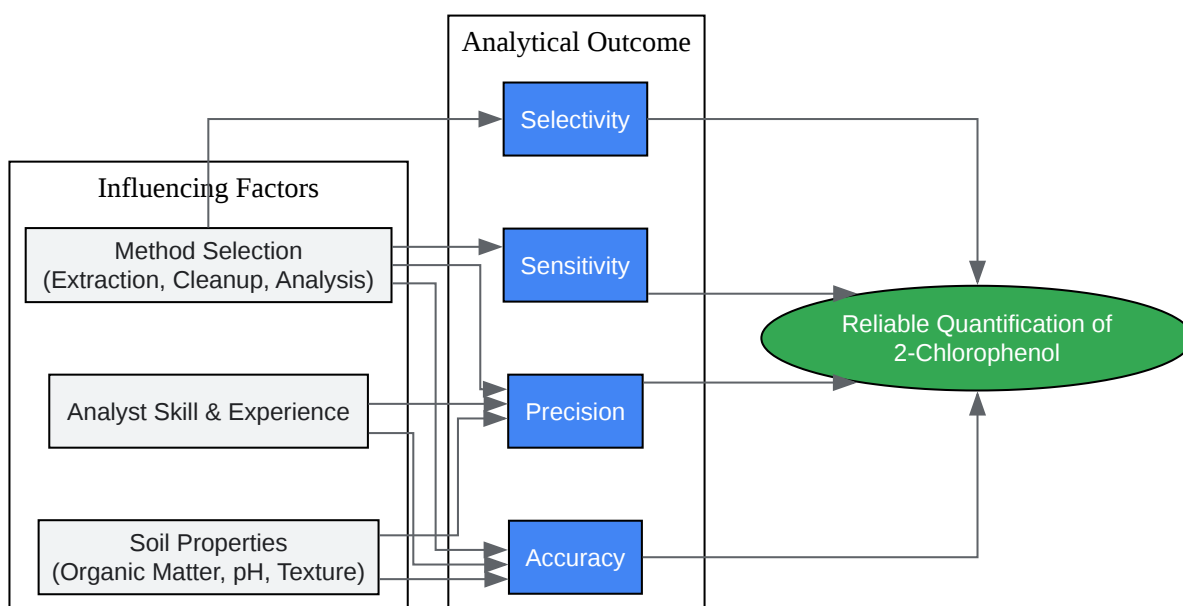 Analytical Outcome
Selectivity
Influencing Factors
Method Selection
(Extraction, Cleanup, Analysis)
Sensitivity
Reliable Quantification of
2-Chlorophenol
Analyst Skill & Experience
Precision
Soil Properties
(Organic Matter, pH, Texture)
Accuracy